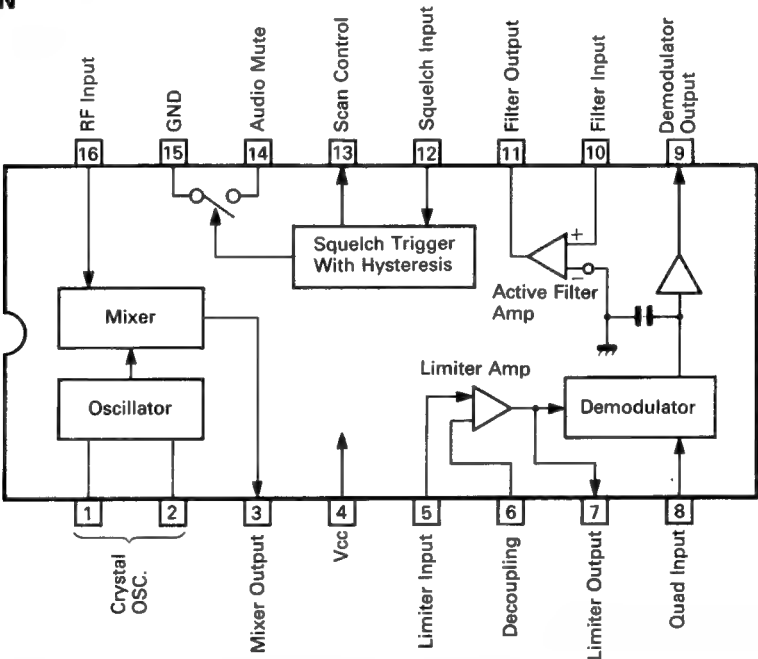 N
RF Input
GND
Audio Mute
Scan Control
Squelch Input
Filter Output
Filter Input
Demodulator
Output
16
15
14
13
12
11
10
9
Squelch Trigger
With Hysteresis
+
−
Active Filter
Amp
Mixer
Limiter Amp
Oscillator
Demodulator
1
2
3
4
5
6
7
8
Crystal
OSC.
Mixer Output
Vcc
Limiter Input
Decoupling
Limiter Output
Quad Input